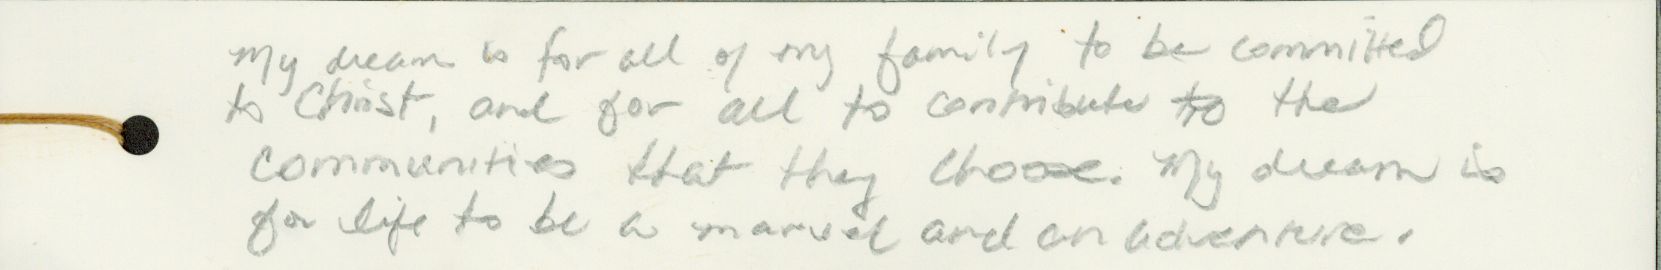 My dream is for all of my family to be committed
to Christ, and for all to contribute to the
communities that they choose. My dream is
for life to be a marvel and an adventure.